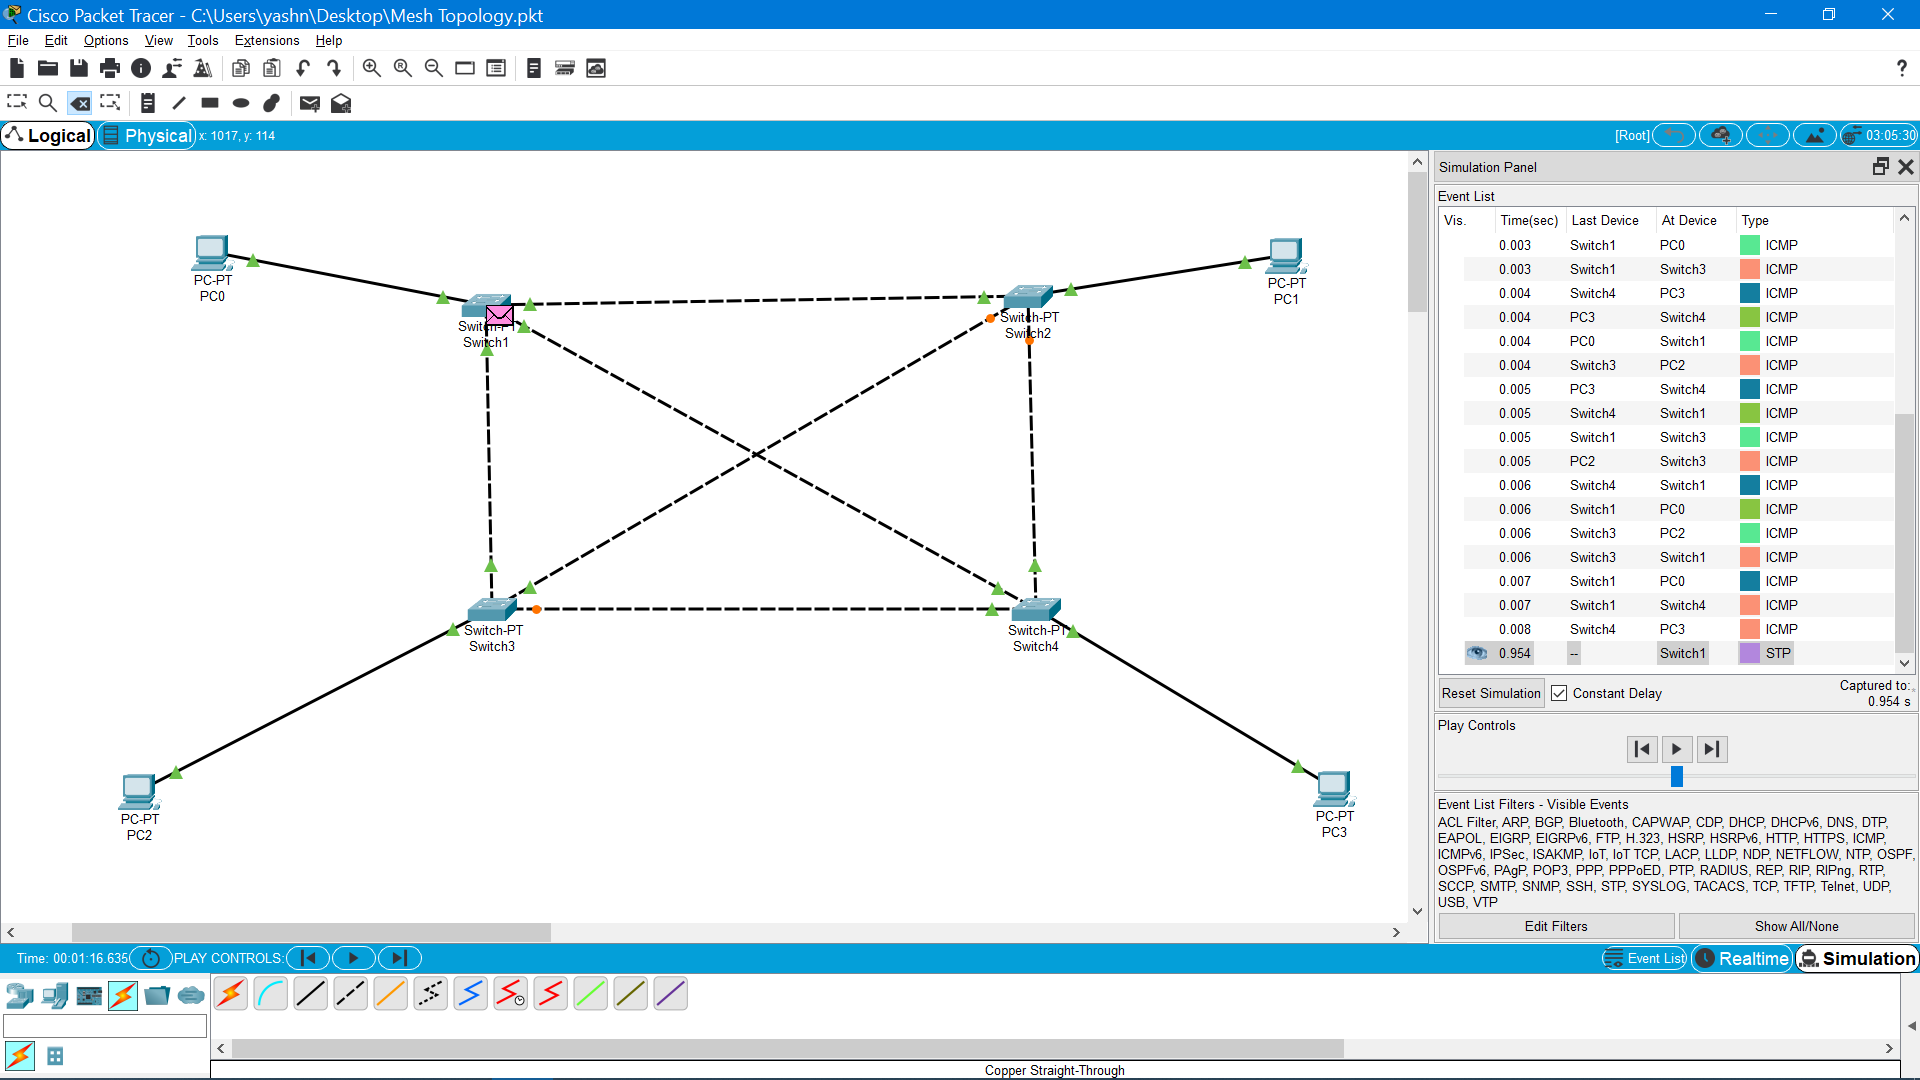 Cisco Packet Tracer - C:\Users\yashn\Desktop\Mesh Topology.pkt
File Edit Options View Tools Extensions Help
?
Logical Physical x: 1017, y: 114
[Root] 03:05:30
PC-PT
PC0
PC-PT
PC1
Switch-PT
Switch1
Switch-PT
Switch2
Switch-PT
Switch3
Switch-PT
Switch4
PC-PT
PC2
PC-PT
PC3
Simulation Panel
Event List
Vis. Time(sec) Last Device At Device Type
0.003 Switch1 PC0 ICMP
0.003 Switch1 Switch3 ICMP
0.004 Switch4 PC3 ICMP
0.004 PC3 Switch4 ICMP
0.004 PC0 Switch1 ICMP
0.004 Switch3 PC2 ICMP
0.005 PC3 Switch4 ICMP
0.005 Switch4 Switch1 ICMP
0.005 Switch1 Switch3 ICMP
0.005 PC2 Switch3 ICMP
0.006 Switch4 Switch1 ICMP
0.006 Switch1 PC0 ICMP
0.006 Switch3 PC2 ICMP
0.006 Switch3 Switch1 ICMP
0.007 Switch1 PC0 ICMP
0.007 Switch1 Switch4 ICMP
0.008 Switch4 PC3 ICMP
0.954 -- Switch1 STP
Reset Simulation Constant Delay Captured to:
0.954 s
Play Controls
Event List Filters - Visible Events
ACL Filter, ARP, BGP, Bluetooth, CAPWAP, CDP, DHCP, DHCPv6, DNS, DTP,
EAPOL, EIGRP, EIGRPv6, FTP, H.323, HSRP, HSRPv6, HTTP, HTTPS, ICMP,
ICMPv6, IPSec, ISAKMP, IoT, IoT TCP, LACP, LLDP, NDP, NETFLOW, NTP, OSPF,
OSPFv6, PAgP, POP3, PPP, PPPoED, PTP, RADIUS, REP, RIP, RIPng, RTP,
SCCP, SMTP, SNMP, SSH, STP, SYSLOG, TACACS, TCP, TFTP, Telnet, UDP,
USB, VTP
Edit Filters Show All/None
Time: 00:01:16.635 PLAY CONTROLS:
Event List Realtime Simulation
Copper Straight-Through